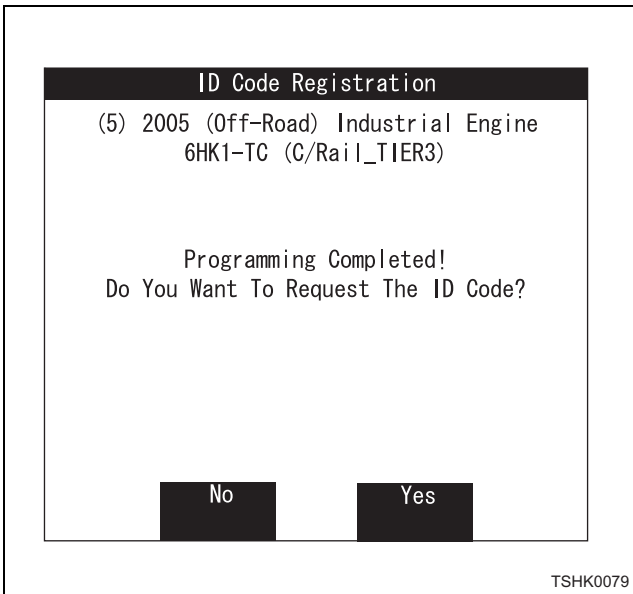 ID Code Registration
(5) 2005 (Off-Road) Industrial Engine
6HK1-TC (C/Rail_TIER3)
Programming Completed!
Do You Want To Request The ID Code?
No Yes
TSHK0079